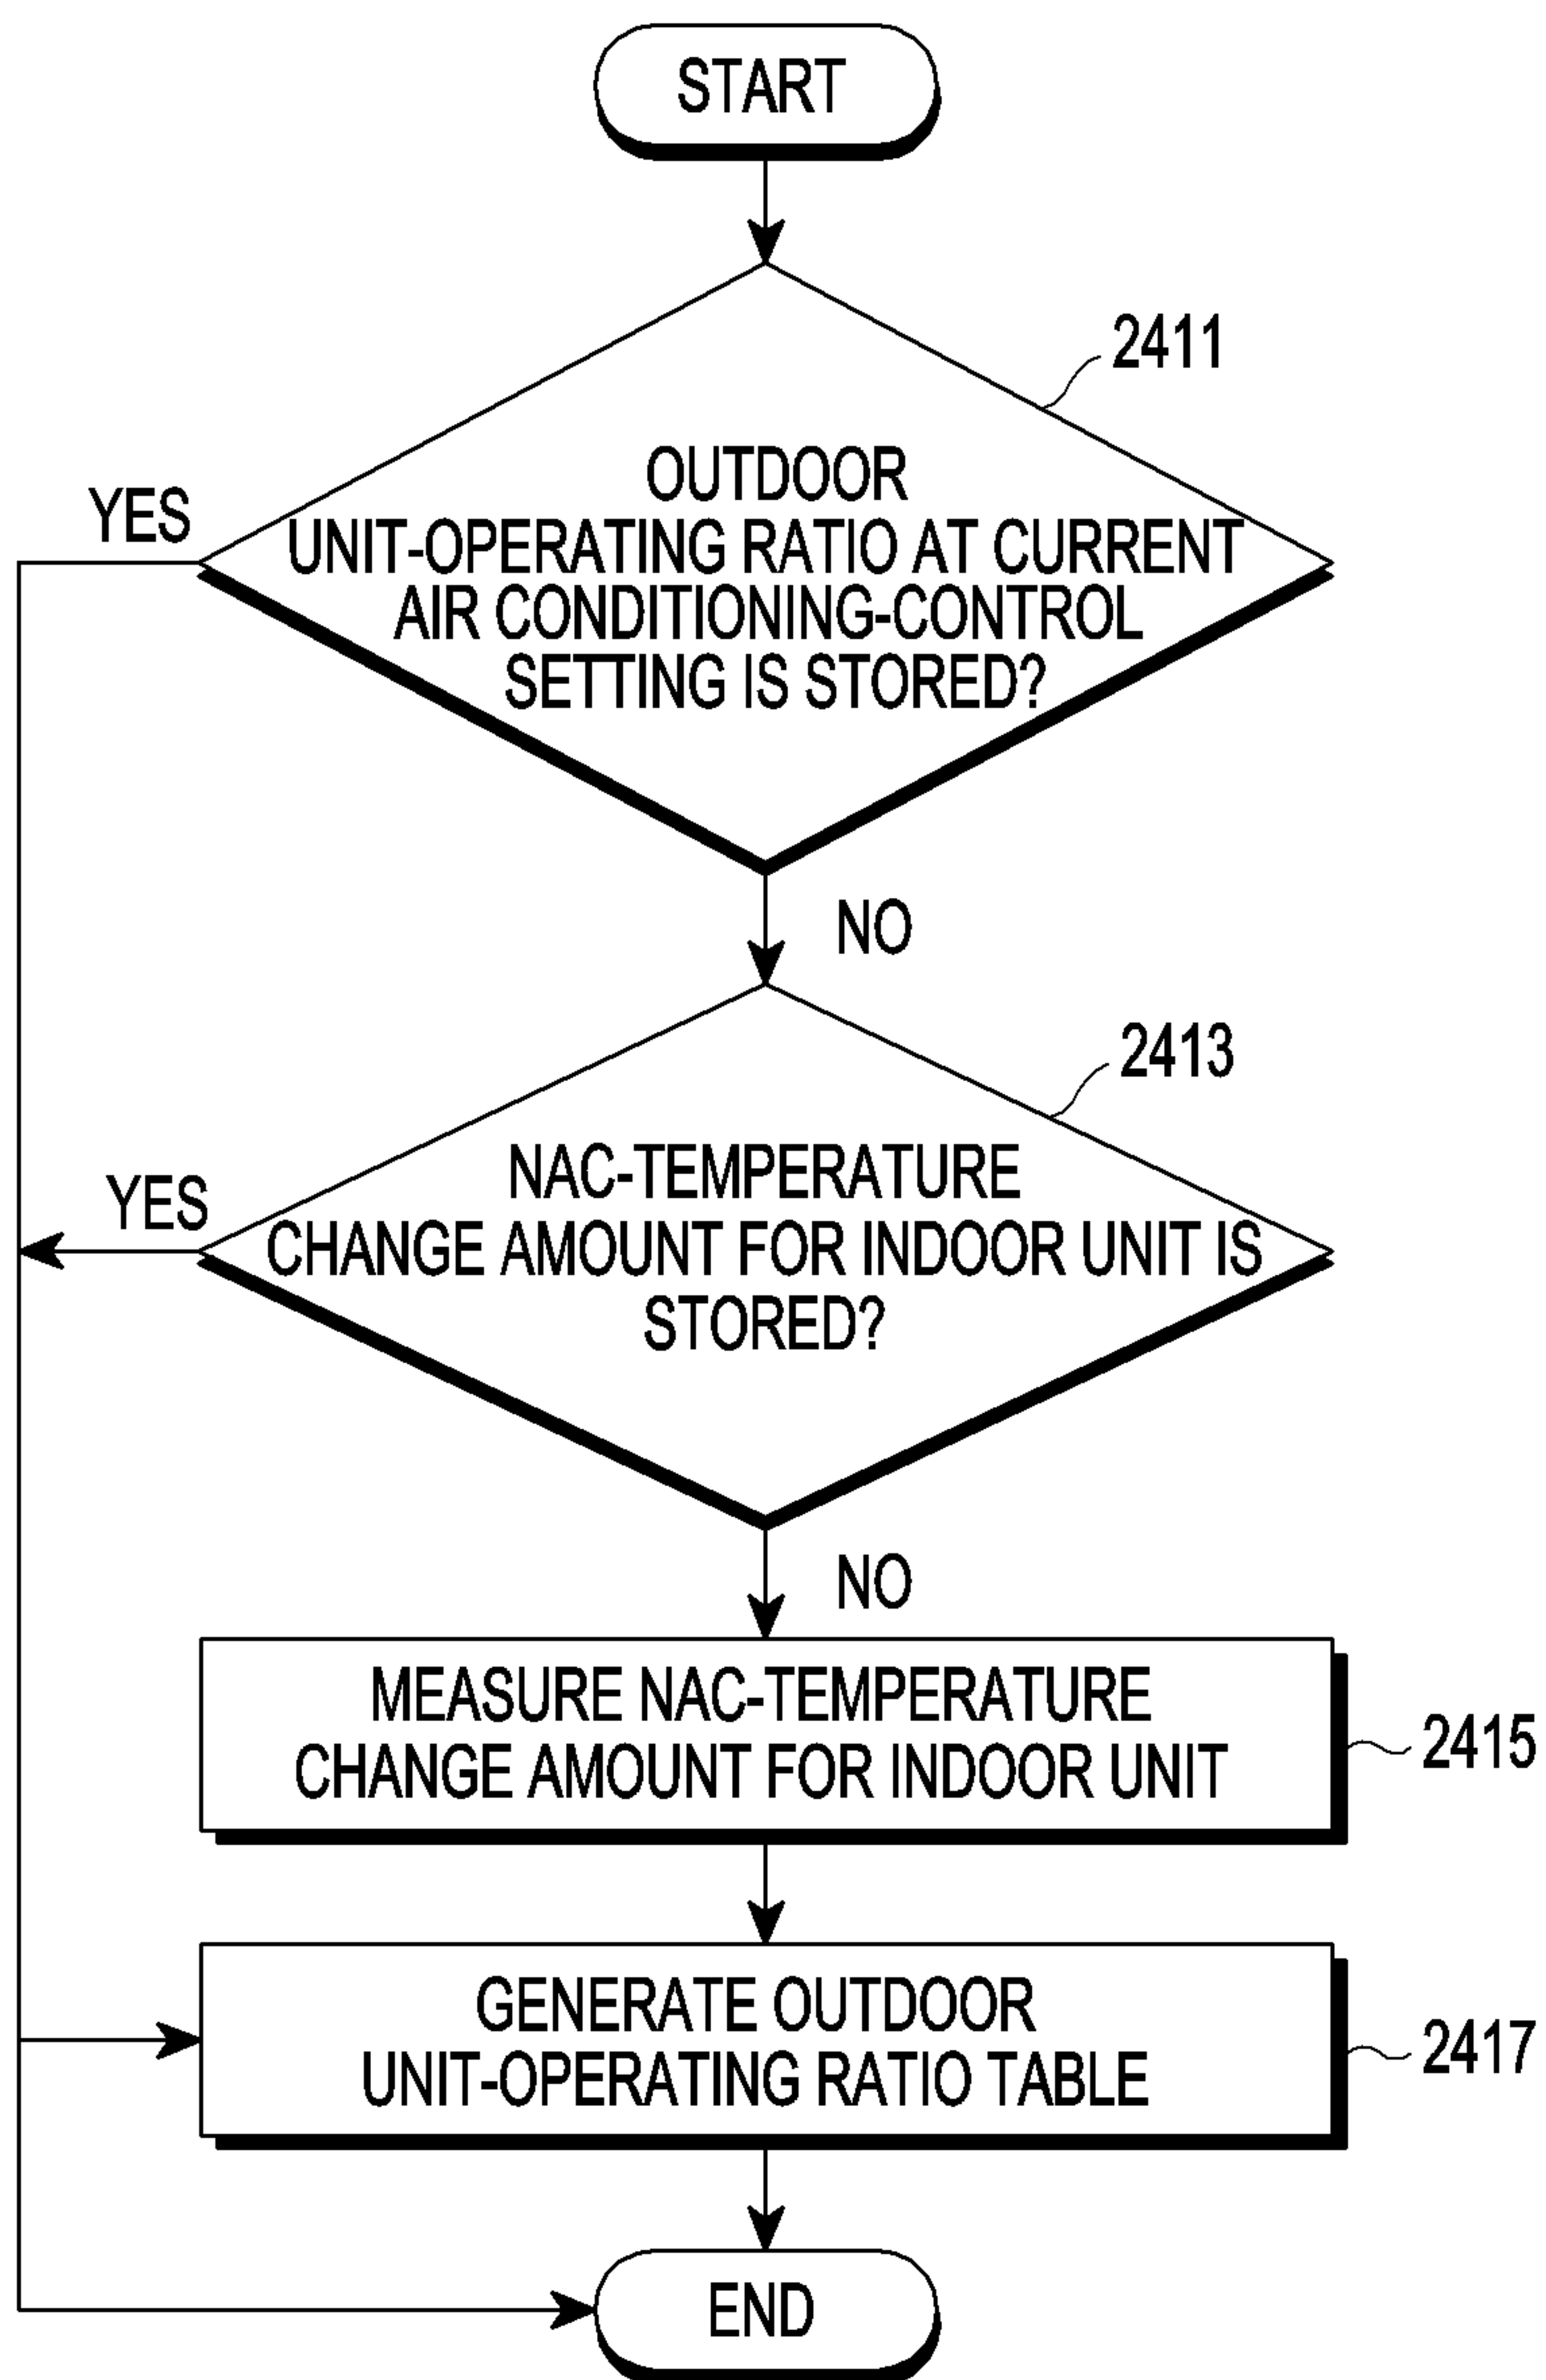 START
2411
OUTDOOR
UNIT-OPERATING RATIO AT CURRENT
AIR CONDITIONING-CONTROL
SETTING IS STORED?
YES
NO
2413
NAC-TEMPERATURE
CHANGE AMOUNT FOR INDOOR UNIT IS
STORED?
YES
NO
MEASURE NAC-TEMPERATURE
CHANGE AMOUNT FOR INDOOR UNIT
2415
GENERATE OUTDOOR
UNIT-OPERATING RATIO TABLE
2417
END